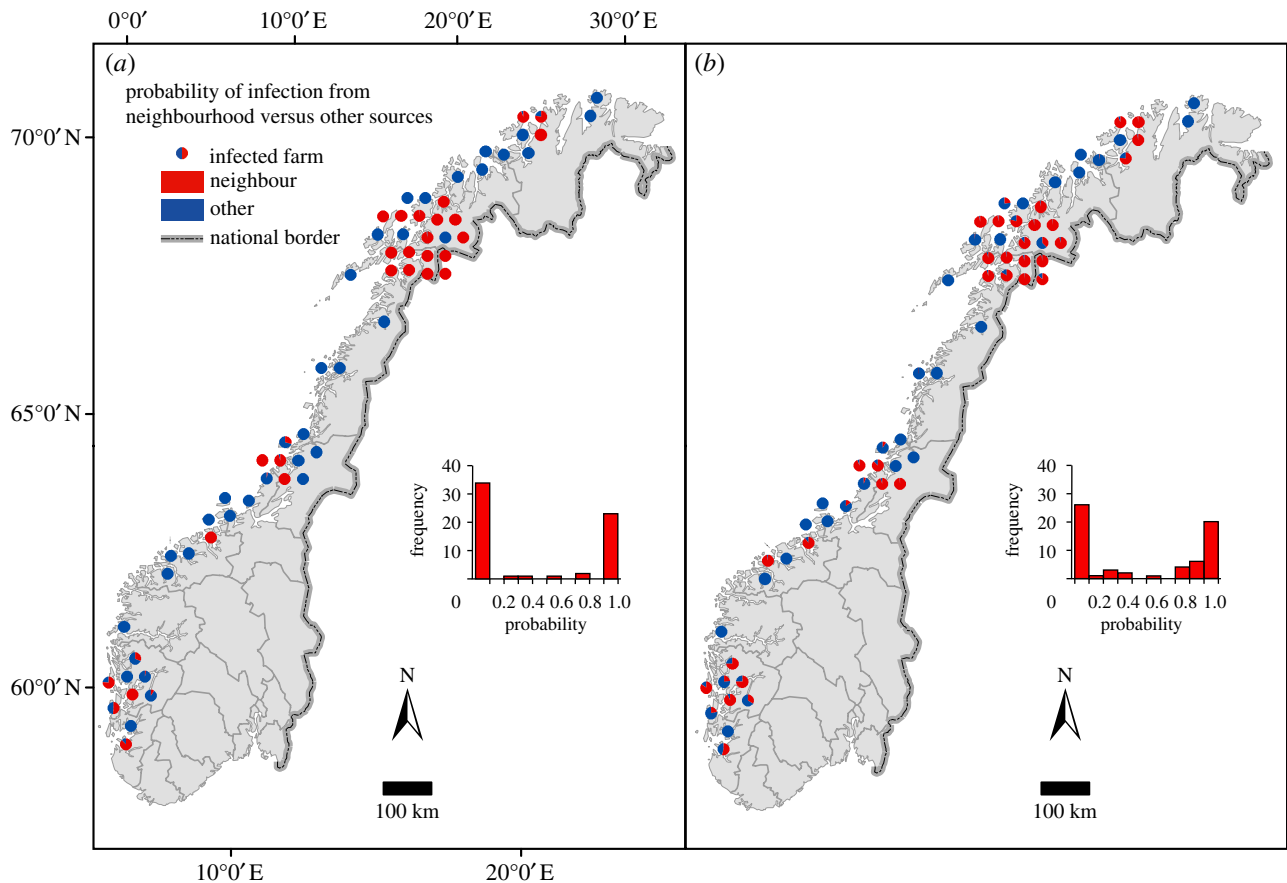 0°0′ 10°0′ E 20°0′ E 30°0′ E
(a)
probability of infection from
neighbourhood versus other sources
infected farm
neighbour
other
national border
70°0′ N
65°0′ N
60°0′ N
40
30
20
10
frequency
0 0.2 0.4 0.6 0.8 1.0
probability
N
100 km
10°0′ E 20°0′ E
(b)
40
30
20
10
frequency
0 0.2 0.4 0.6 0.8 1.0
probability
N
100 km